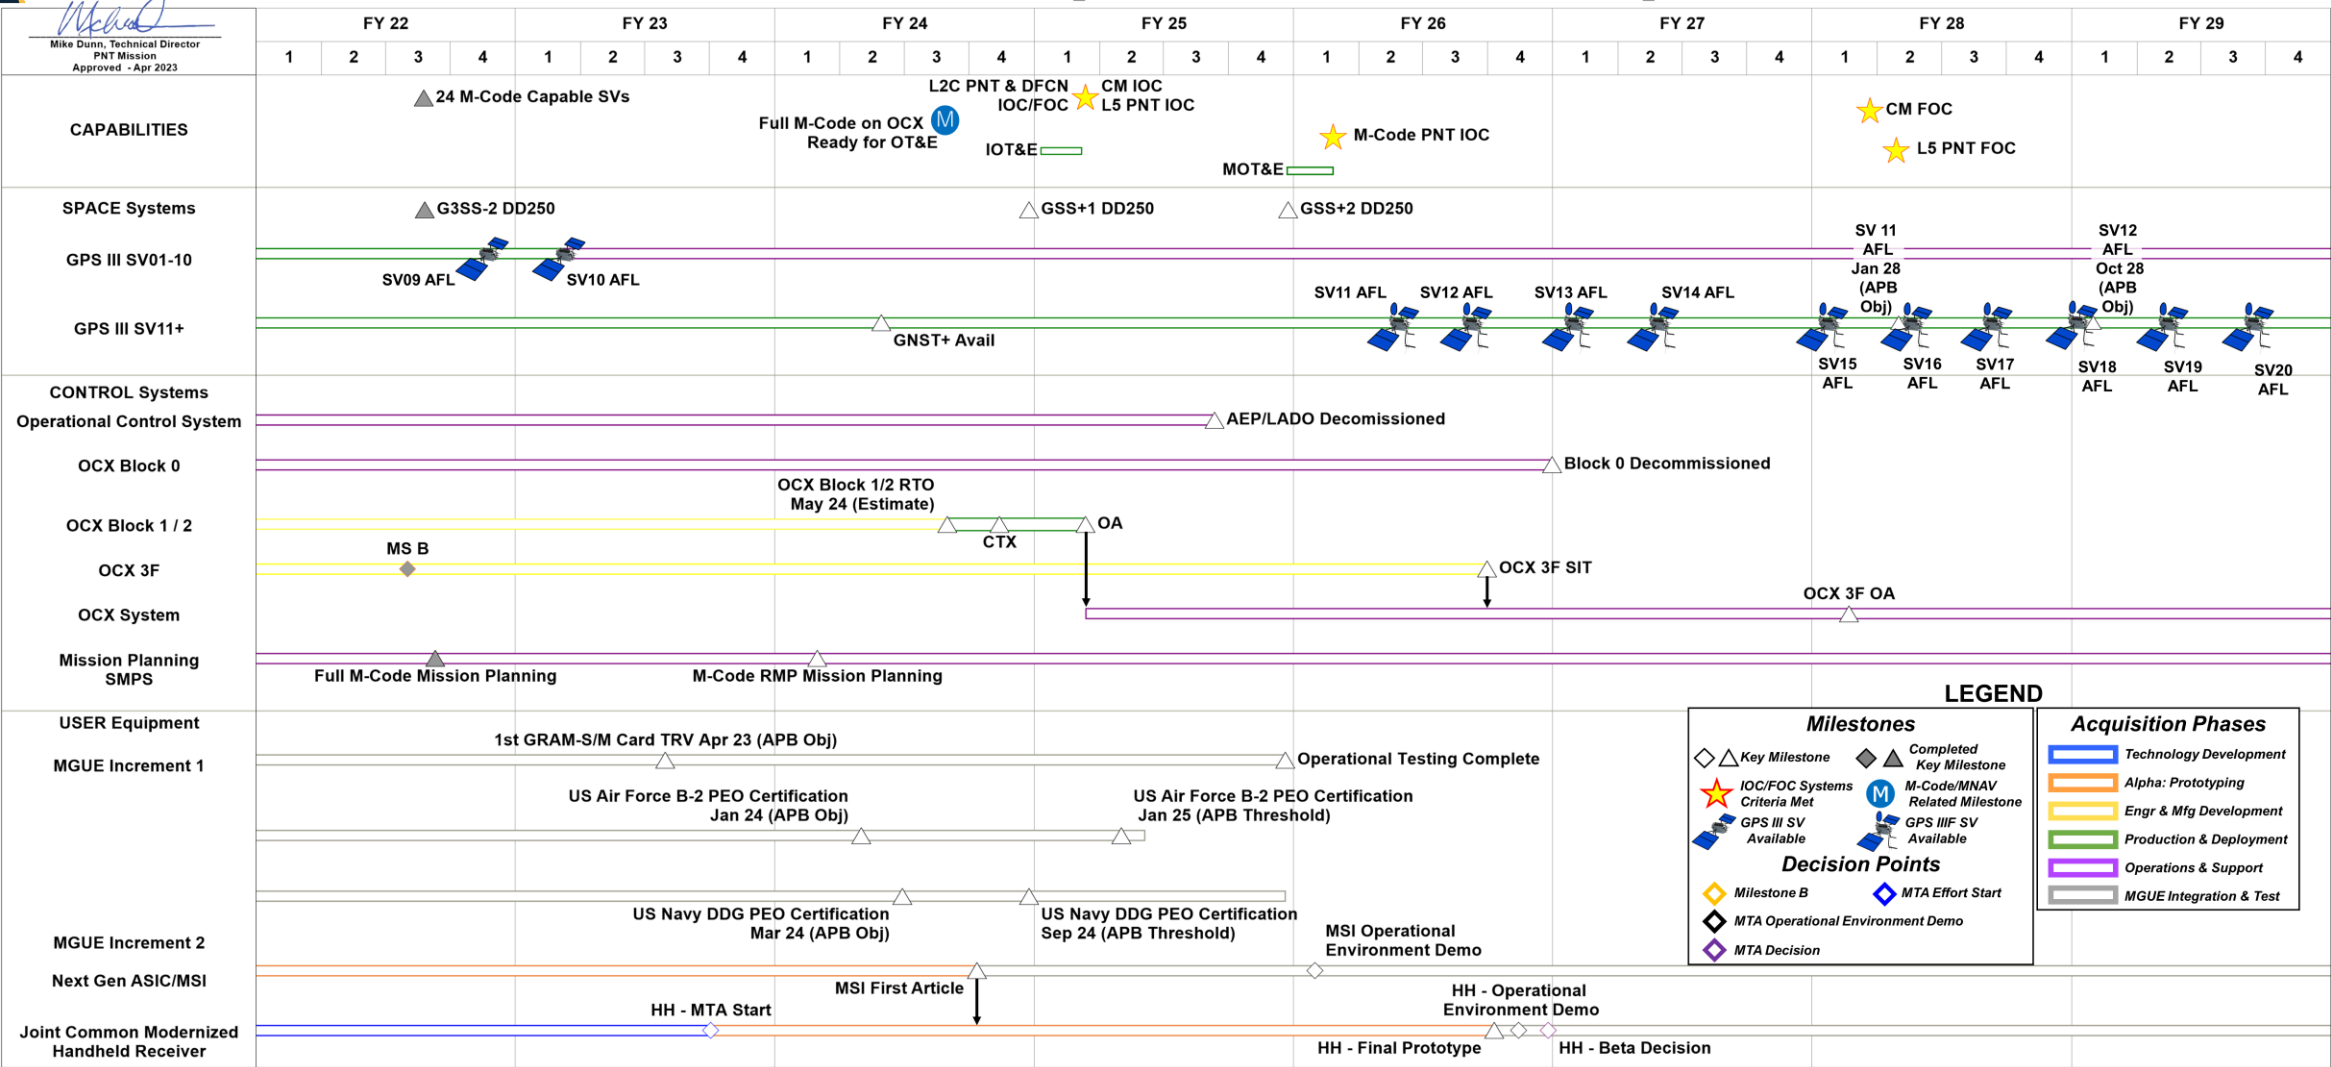 Mike Dunn, Technical Director
PNT Mission
Approved - Apr 2023
FY 22
FY 23
FY 24
FY 25
FY 26
FY 27
FY 28
FY 29
1 2 3 4 1 2 3 4 1 2 3 4 1 2 3 4 1 2 3 4 1 2 3 4 1 2 3 4 1 2 3 4
CAPABILITIES
24 M-Code Capable SVs
Full M-Code on OCX
Ready for OT&E
M
L2C PNT & DFCN
IOC/FOC
CM IOC
L5 PNT IOC
IOT&E
MOT&E
M-Code PNT IOC
CM FOC
L5 PNT FOC
SPACE Systems
G3SS-2 DD250
GSS+1 DD250
GSS+2 DD250
GPS III SV01-10
SV09 AFL
SV10 AFL
SV 11
AFL
Jan 28
(APB
Obj)
SV12
AFL
Oct 28
(APB
Obj)
GPS III SV11+
GNST+ Avail
SV11 AFL
SV12 AFL
SV13 AFL
SV14 AFL
SV15
AFL
SV16
AFL
SV17
AFL
SV18
AFL
SV19
AFL
SV20
AFL
CONTROL Systems
Operational Control System
AEP/LADO Decomissioned
OCX Block 0
Block 0 Decommissioned
OCX Block 1/2 RTO
May 24 (Estimate)
OCX Block 1 / 2
CTX
OA
MS B
OCX 3F
OCX 3F SIT
OCX System
OCX 3F OA
Mission Planning
SMPS
Full M-Code Mission Planning
M-Code RMP Mission Planning
USER Equipment
MGUE Increment 1
1st GRAM-S/M Card TRV Apr 23 (APB Obj)
Operational Testing Complete
US Air Force B-2 PEO Certification
Jan 24 (APB Obj)
US Air Force B-2 PEO Certification
Jan 25 (APB Threshold)
US Navy DDG PEO Certification
Mar 24 (APB Obj)
US Navy DDG PEO Certification
Sep 24 (APB Threshold)
MGUE Increment 2
Next Gen ASIC/MSI
MSI First Article
MSI Operational
Environment Demo
Joint Common Modernized
Handheld Receiver
HH - MTA Start
HH - Operational
Environment Demo
HH - Final Prototype
HH - Beta Decision
LEGEND
Milestones
Key Milestone
Completed
Key Milestone
IOC/FOC Systems
Criteria Met
M
M-Code/MNAV
Related Milestone
GPS III SV
Available
GPS IIIF SV
Available
Decision Points
Milestone B
MTA Effort Start
MTA Operational Environment Demo
MTA Decision
Acquisition Phases
Technology Development
Alpha: Prototyping
Engr & Mfg Development
Production & Deployment
Operations & Support
MGUE Integration & Test